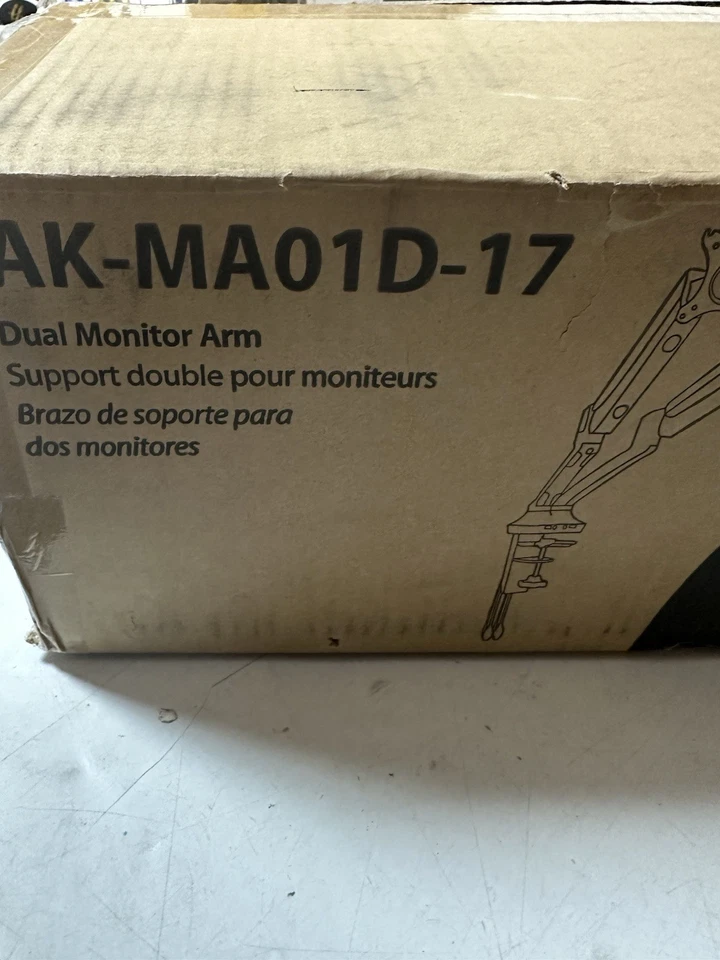 AK-MA01D-17
Dual Monitor Arm
Support double pour moniteurs
Brazo de soporte para
dos monitores